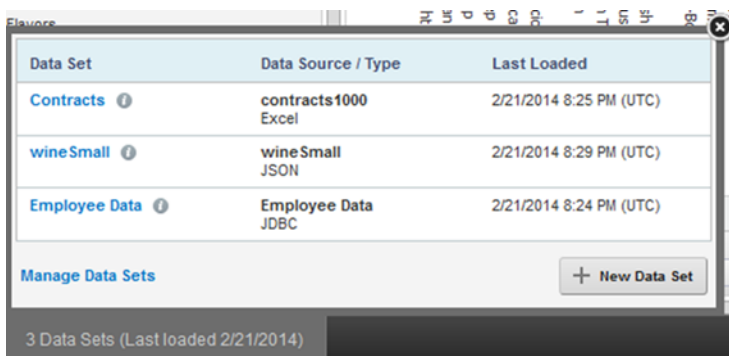 Flavors
Data Set Data Source / Type Last Loaded
Contracts contracts1000 2/21/2014 8:25 PM (UTC)
Excel
wineSmall wineSmall 2/21/2014 8:29 PM (UTC)
JSON
Employee Data Employee Data 2/21/2014 8:24 PM (UTC)
JDBC
Manage Data Sets + New Data Set
3 Data Sets (Last loaded 2/21/2014)